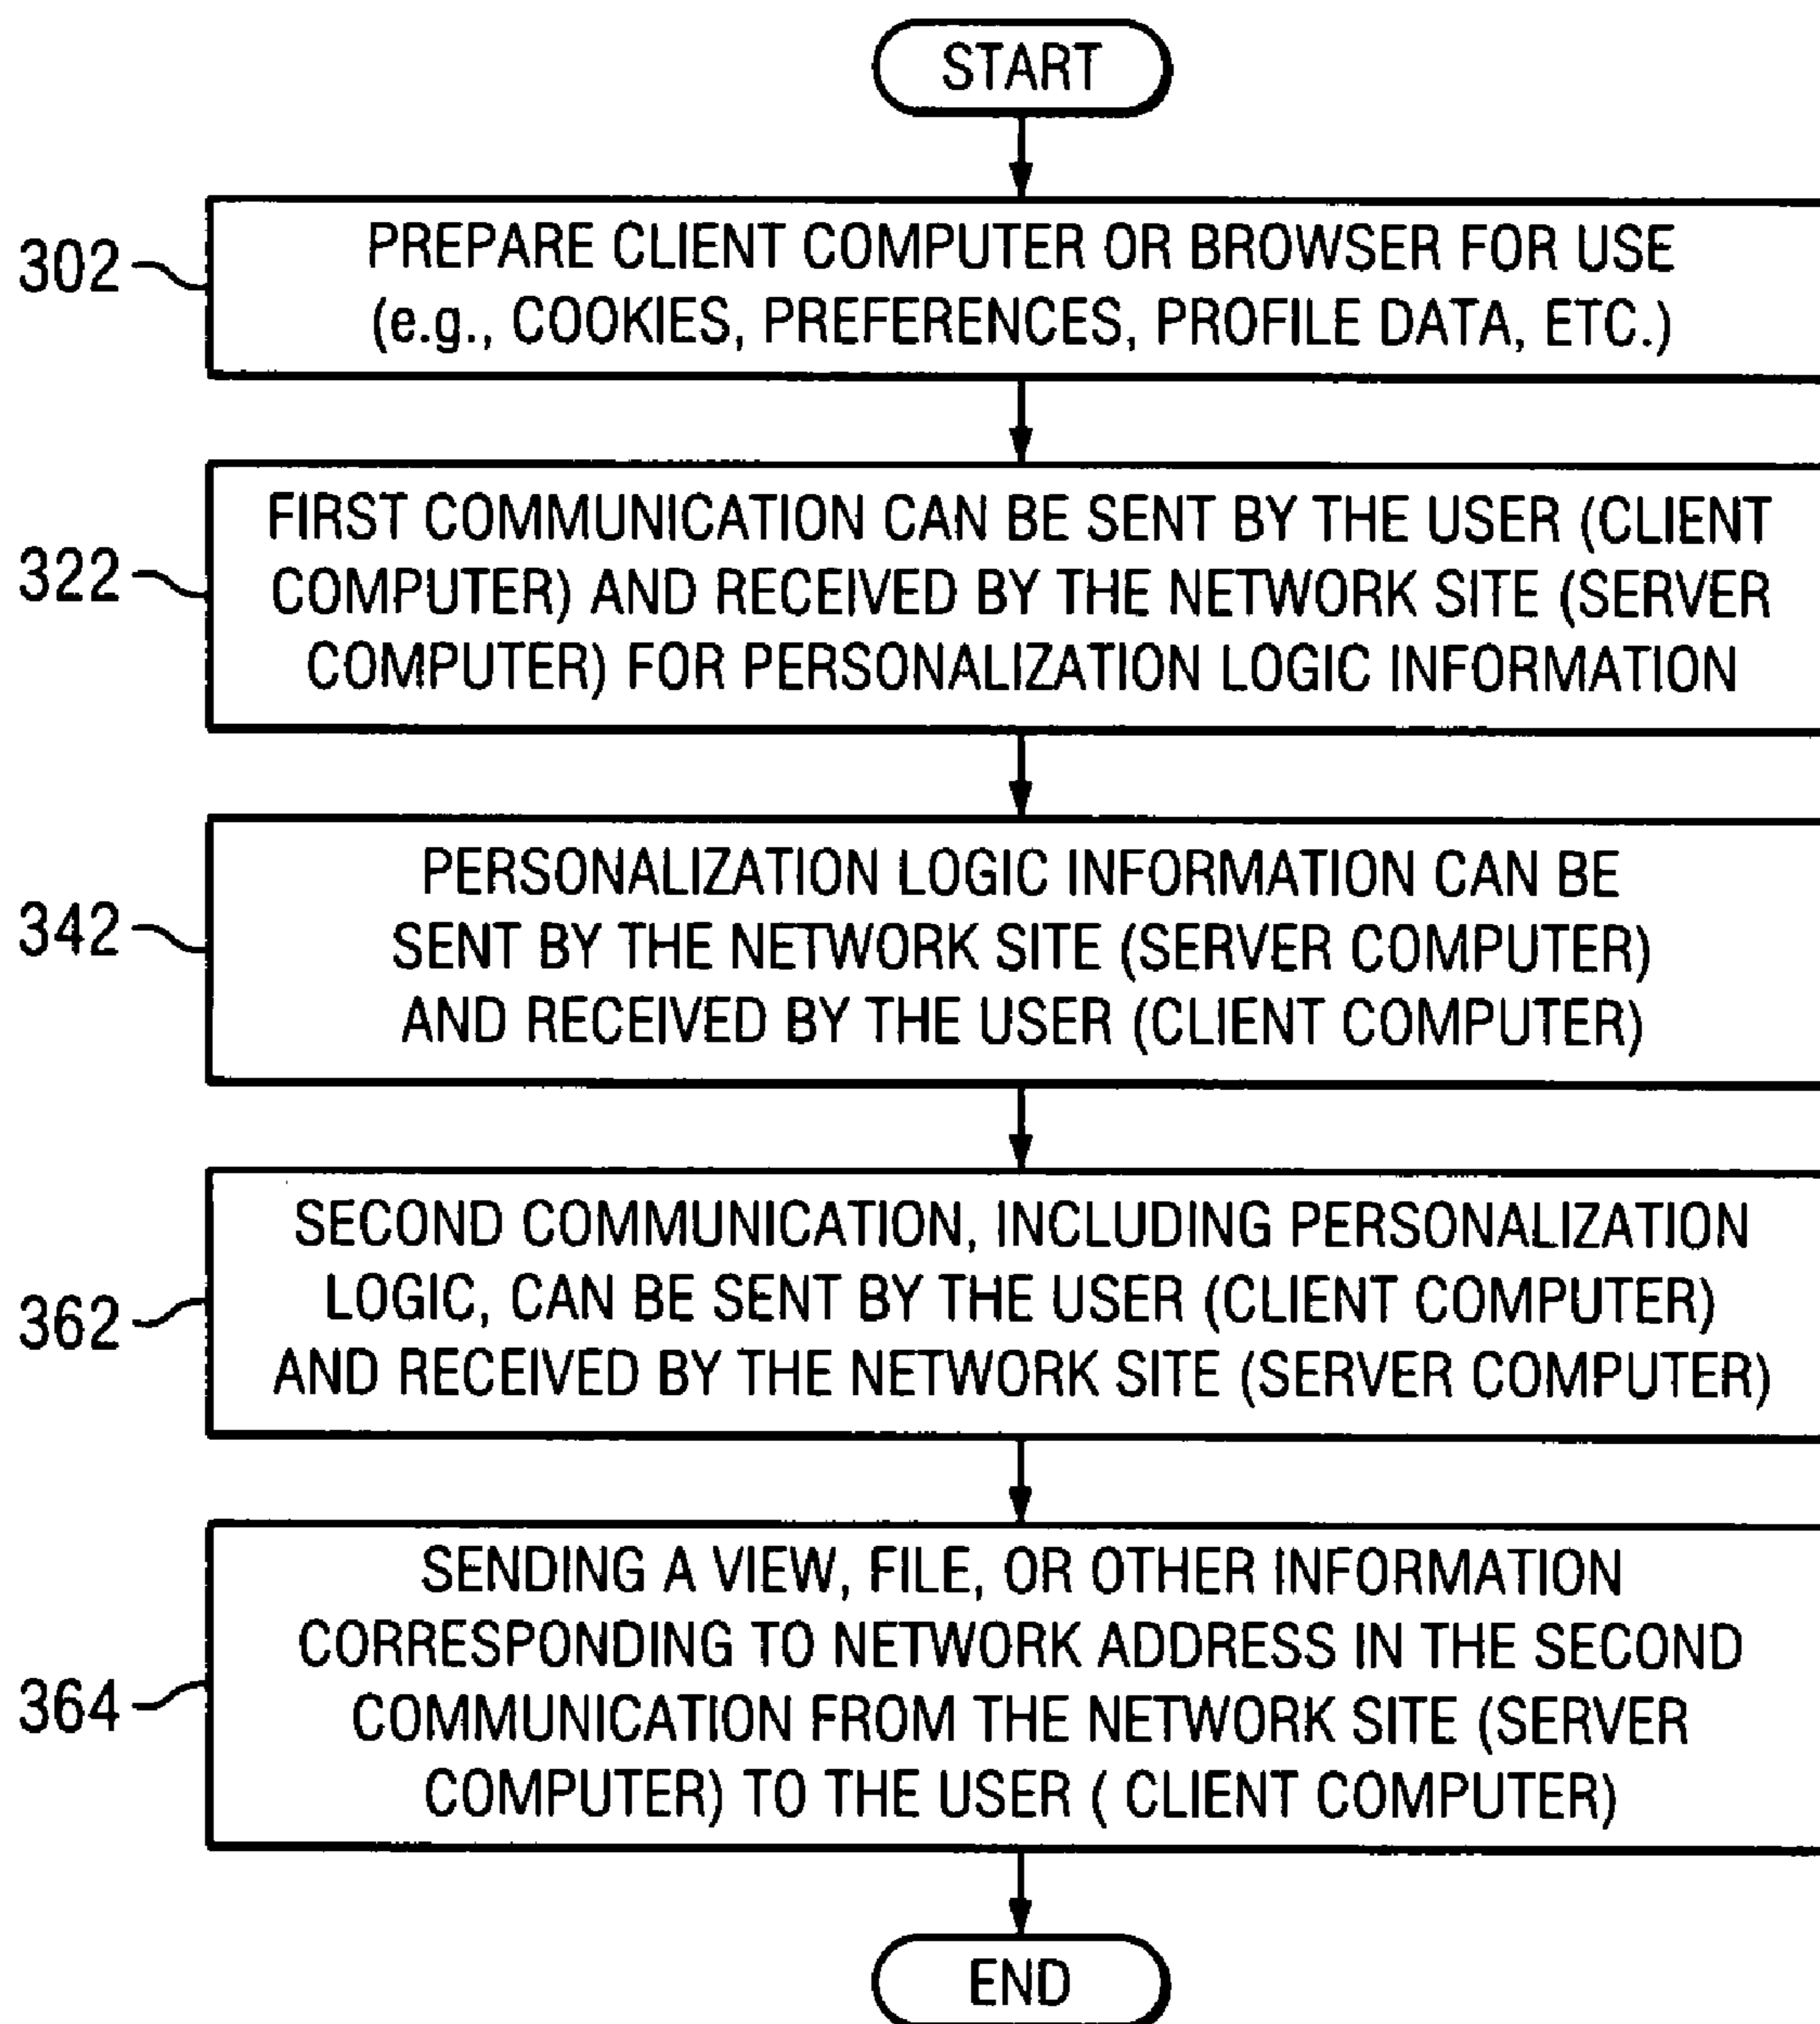 START
302
PREPARE CLIENT COMPUTER OR BROWSER FOR USE
(e.g., COOKIES, PREFERENCES, PROFILE DATA, ETC.)
322
FIRST COMMUNICATION CAN BE SENT BY THE USER (CLIENT
COMPUTER) AND RECEIVED BY THE NETWORK SITE (SERVER
COMPUTER) FOR PERSONALIZATION LOGIC INFORMATION
342
PERSONALIZATION LOGIC INFORMATION CAN BE
SENT BY THE NETWORK SITE (SERVER COMPUTER)
AND RECEIVED BY THE USER (CLIENT COMPUTER)
362
SECOND COMMUNICATION, INCLUDING PERSONALIZATION
LOGIC, CAN BE SENT BY THE USER (CLIENT COMPUTER)
AND RECEIVED BY THE NETWORK SITE (SERVER COMPUTER)
364
SENDING A VIEW, FILE, OR OTHER INFORMATION
CORRESPONDING TO NETWORK ADDRESS IN THE SECOND
COMMUNICATION FROM THE NETWORK SITE (SERVER
COMPUTER) TO THE USER ( CLIENT COMPUTER)
END